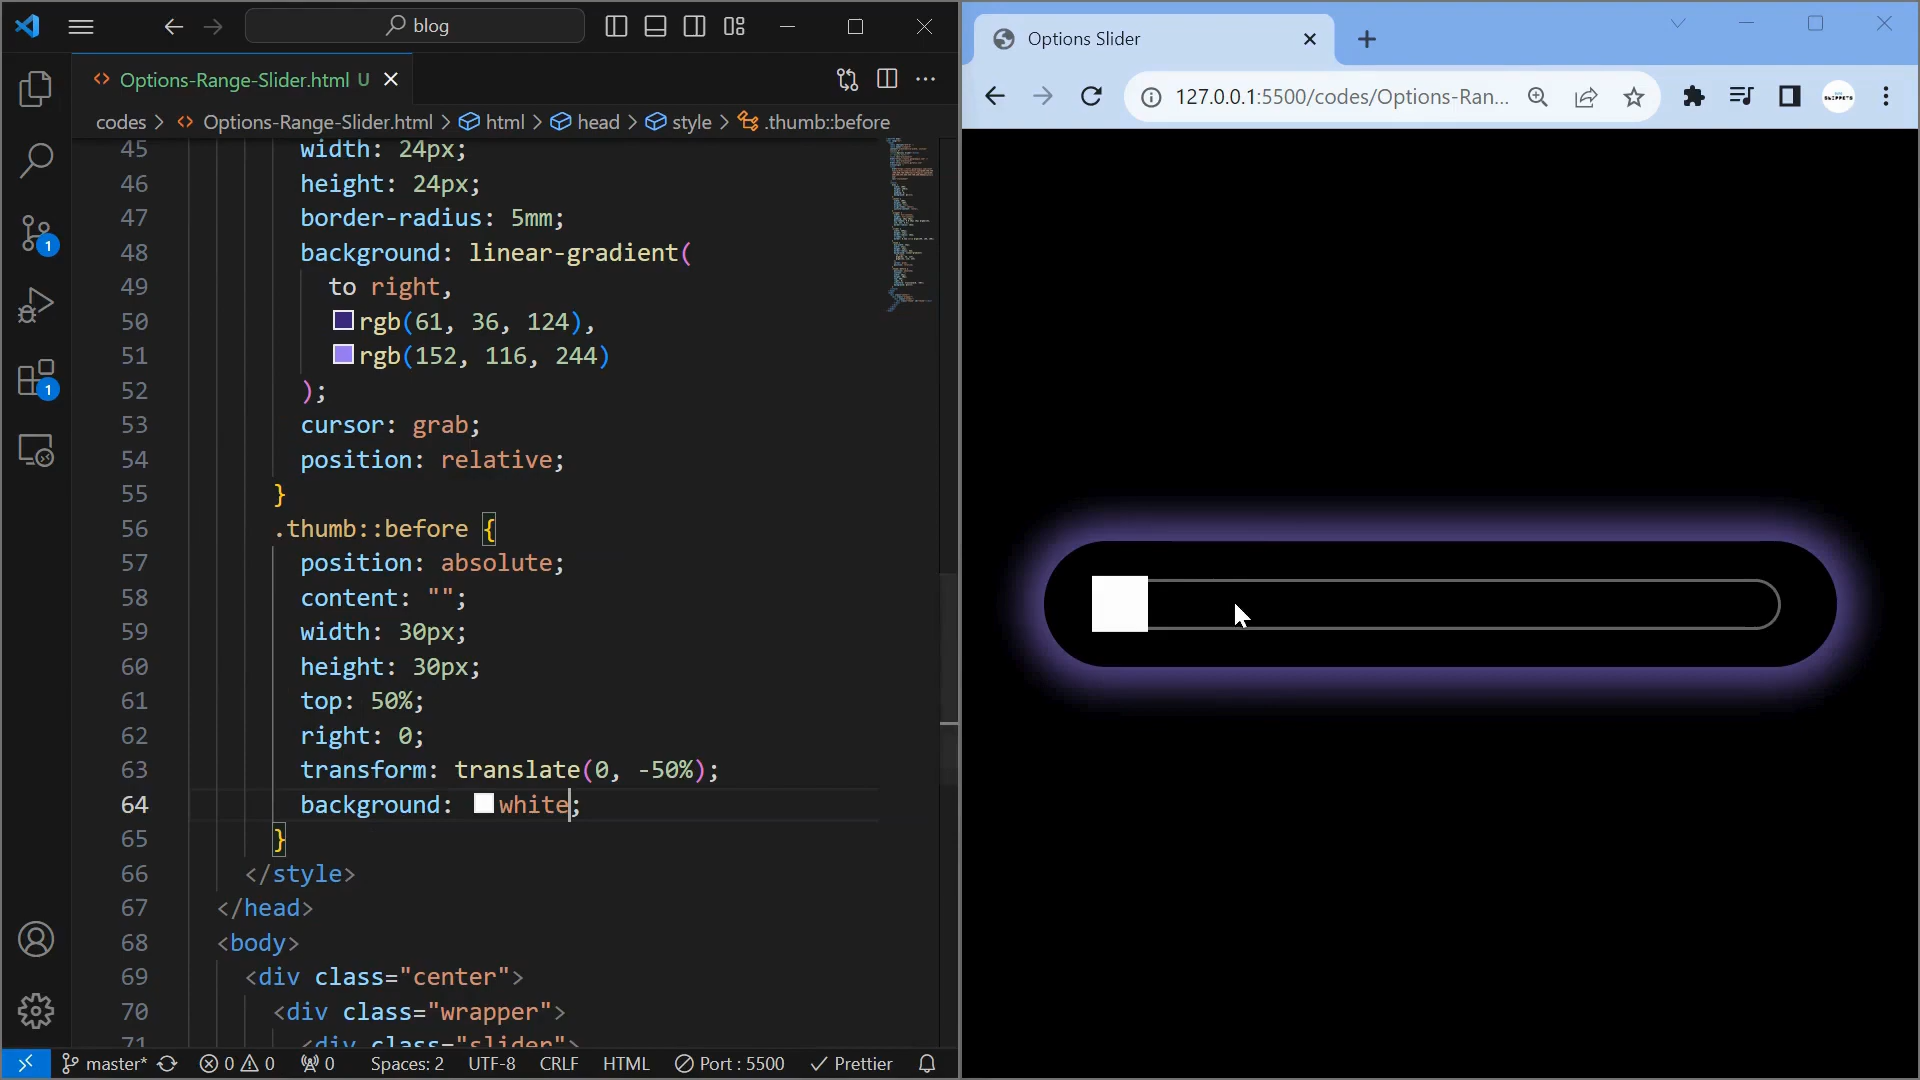 blog
Options-Range-Slider.html U
codes > Options-Range-Slider.html > html > head > style > .thumb::before
45 width: 24px;
46 height: 24px;
47 border-radius: 5mm;
48 background: linear-gradient(
49 to right,
50 rgb(61, 36, 124),
51 rgb(152, 116, 244)
52 );
53 cursor: grab;
54 position: relative;
55 }
56 .thumb::before {
57 position: absolute;
58 content: "";
59 width: 30px;
60 height: 30px;
61 top: 50%;
62 right: 0;
63 transform: translate(0, -50%);
64 background: white;
65 }
66 </style>
67 </head>
68 <body>
69 <div class="center">
70 <div class="wrapper">
71 <div class="slider">
1
1
master* 0 0 0 Spaces: 2 UTF-8 CRLF HTML Port : 5500 Prettier
Options Slider
127.0.0.1:5500/codes/Options-Ran...